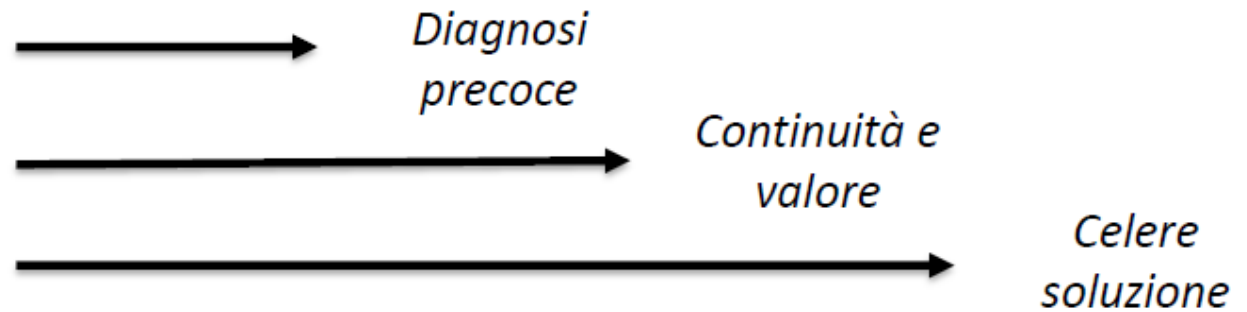 Diagnosi
precoce
Continuità e
valore
Celere
soluzione